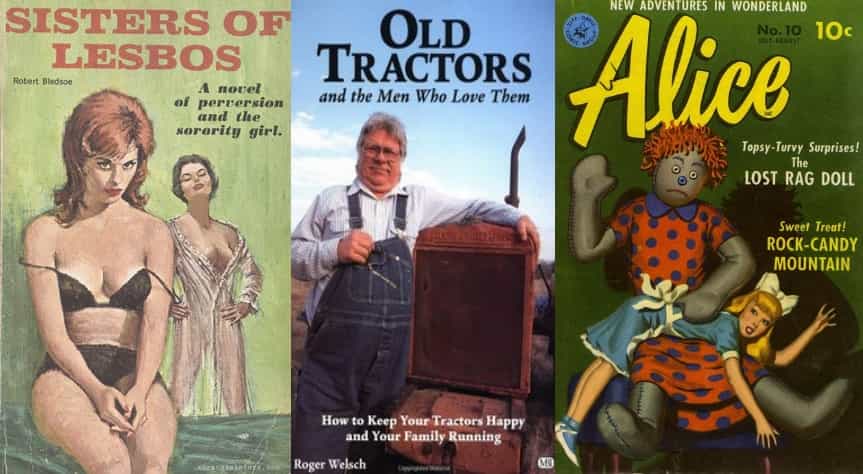 SISTERS OF
LESBOS
Robert Bledsoe
A novel
of perversion
and the
sorority girl.
OLD
TRACTORS
and the Men Who Love Them
How to Keep Your Tractors Happy
and Your Family Running
Roger Welsch
NEW ADVENTURES IN WONDERLAND
Alice
No. 10
10c
Topsy-Turvy Surprises!
The
LOST RAG DOLL
Sweet Treat!
ROCK-CANDY
MOUNTAIN